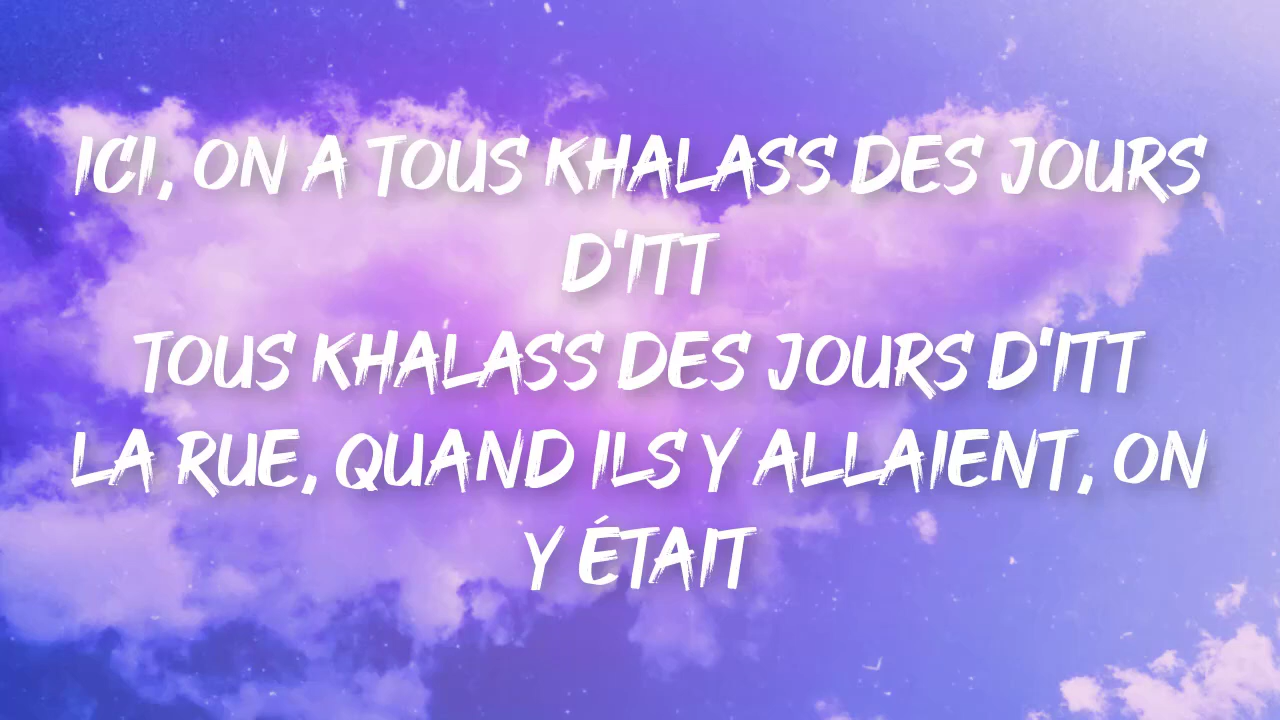 ICI, ON A TOUS KHALASS DES JOURS
D'ITT
TOUS KHALASS DES JOURS D'ITT
LA RUE, QUAND ILS Y ALLAIENT, ON
Y ÉTAIT